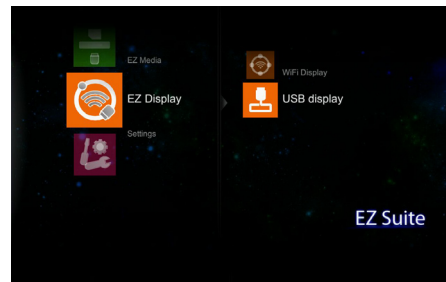 EZ Media
EZ Display
Settings
WiFi Display
USB display
EZ Suite